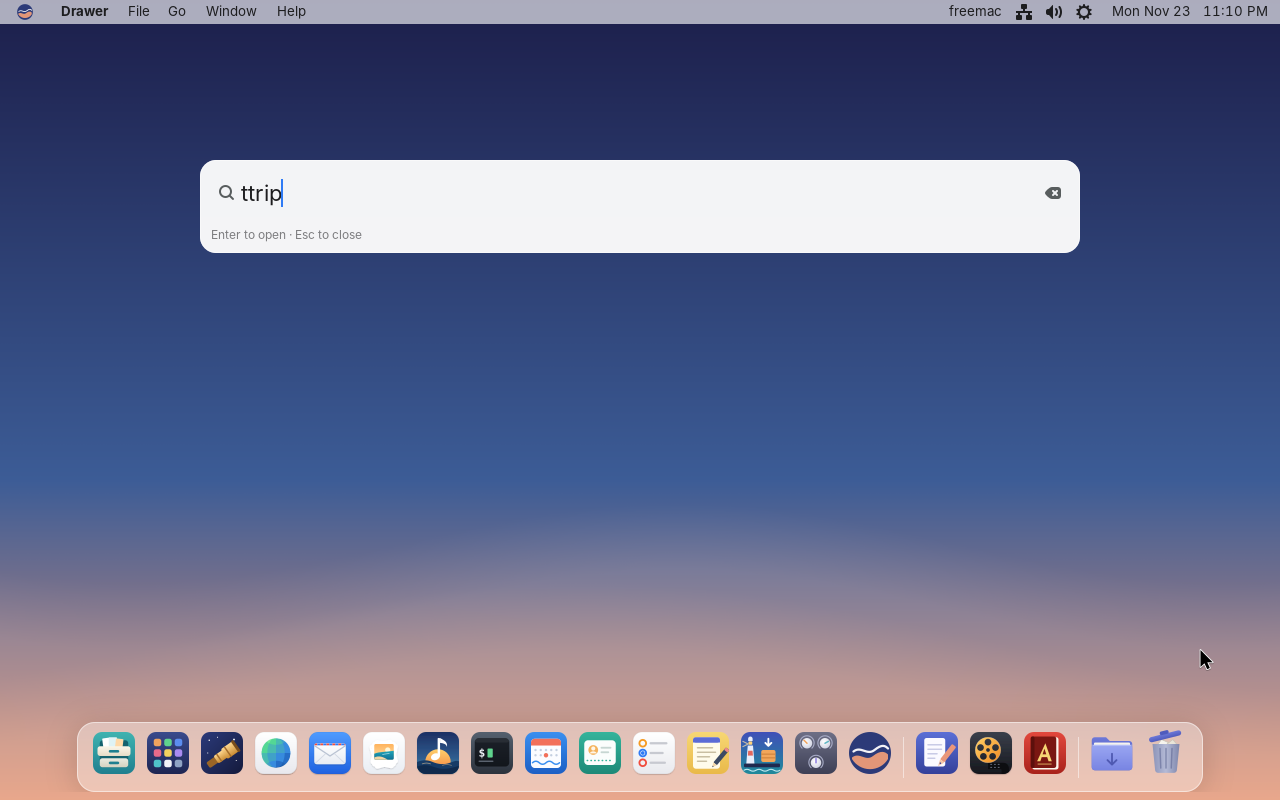 Drawer File Go Window Help freemac Mon Nov 23 11:10 PM
ttrip
Enter to open · Esc to close
$
A